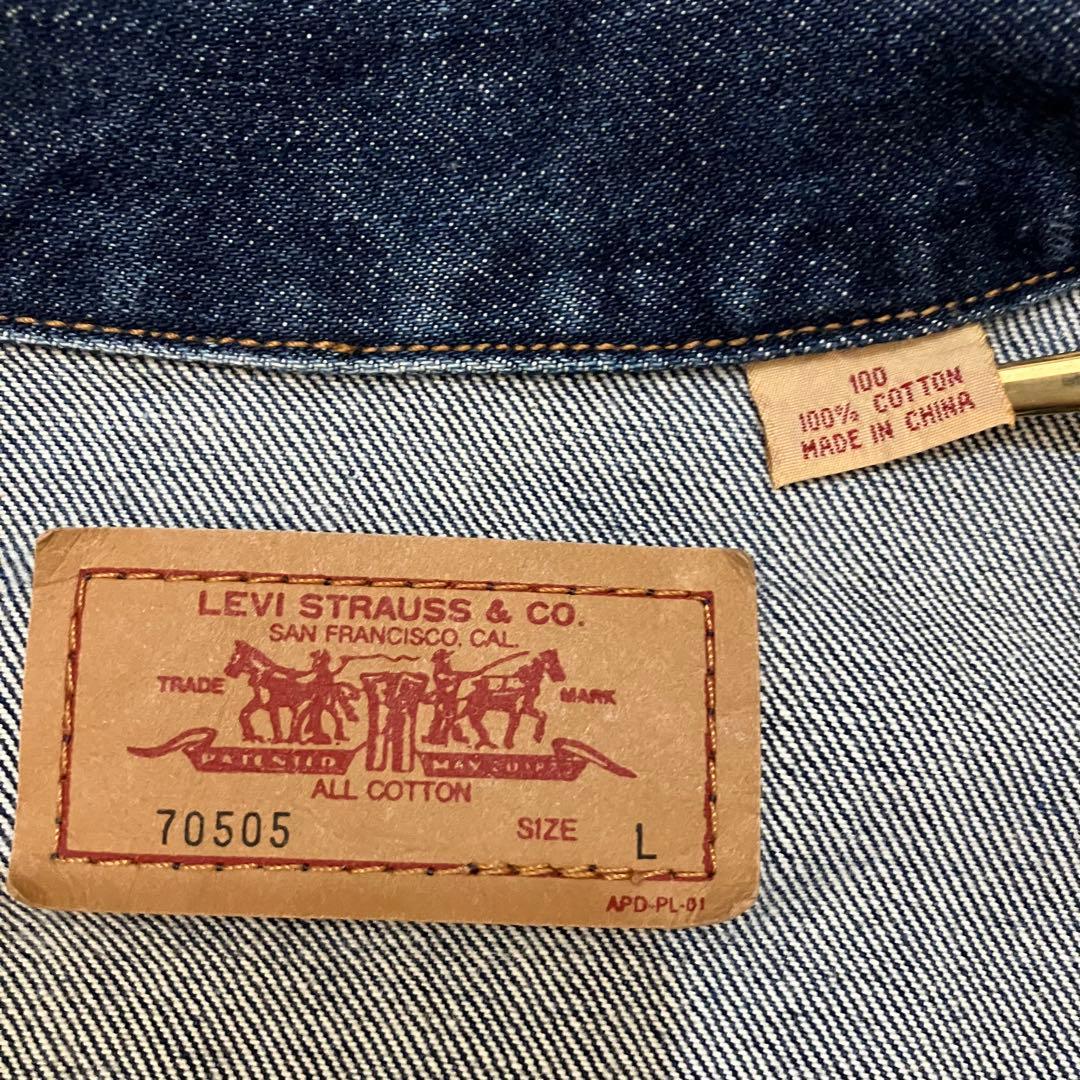 100
100% COTTON
MADE IN CHINA
LEVI STRAUSS & CO.
SAN FRANCISCO, CAL.
TRADE MARK
PATENTED
ALL COTTON
70505 SIZE L
APD-PL-01